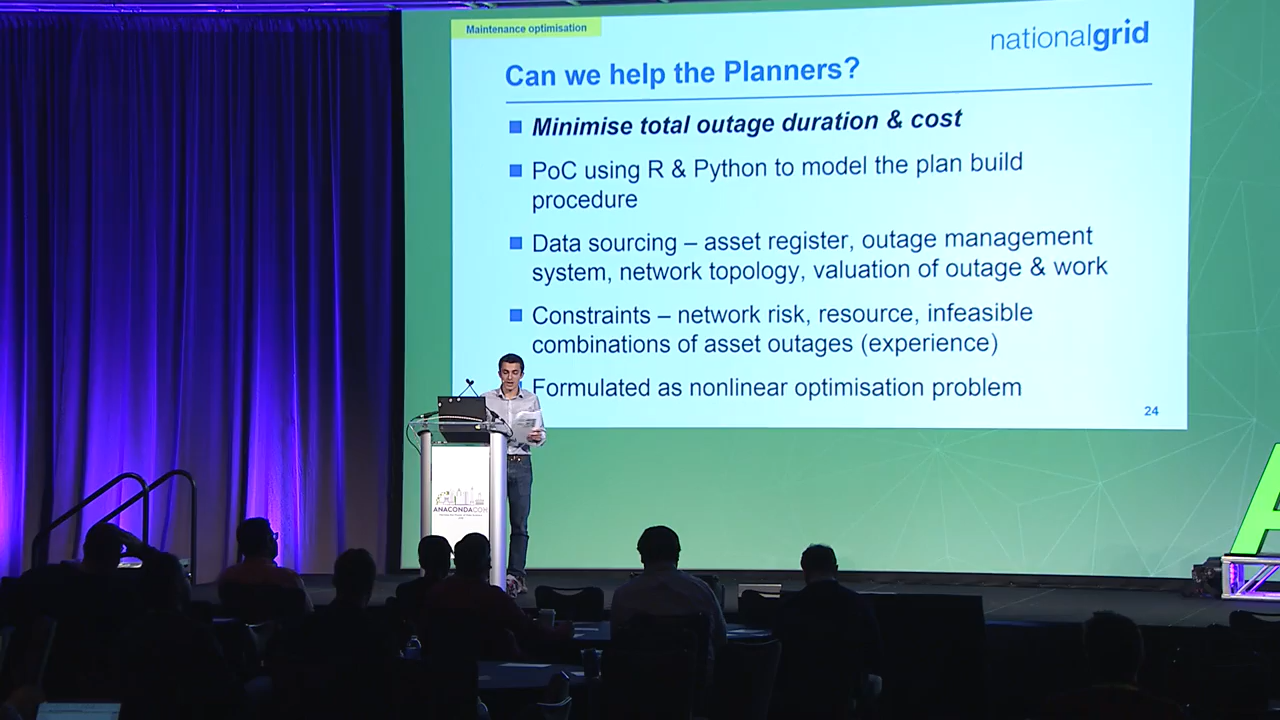 Maintenance optimisation
nationalgrid
Can we help the Planners?
Minimise total outage duration & cost
PoC using R & Python to model the plan build
procedure
Data sourcing – asset register, outage management
system, network topology, valuation of outage & work
Constraints – network risk, resource, infeasible
combinations of asset outages (experience)
Formulated as nonlinear optimisation problem
24
ANACONDACON
A